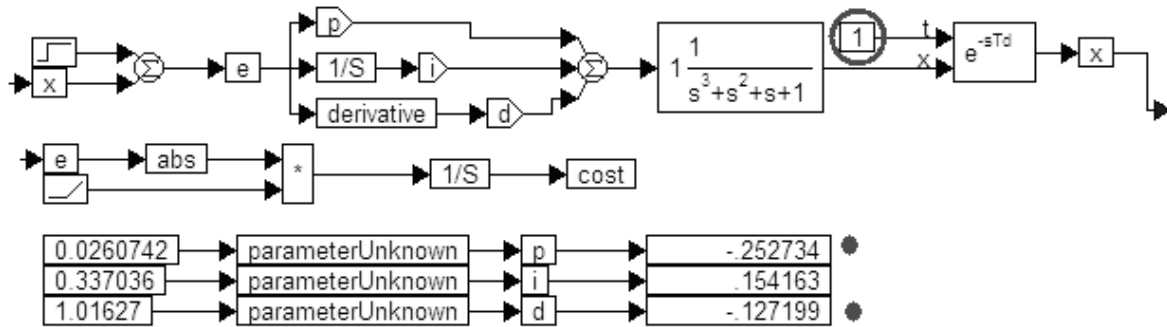 p
t
1
1
x Σ e 1/S i Σ 1 s³+s²+s+1 x e^-sTd x
derivative d
e abs * 1/S cost
0.0260742 parameterUnknown p -.252734
0.337036 parameterUnknown i .154163
1.01627 parameterUnknown d -.127199